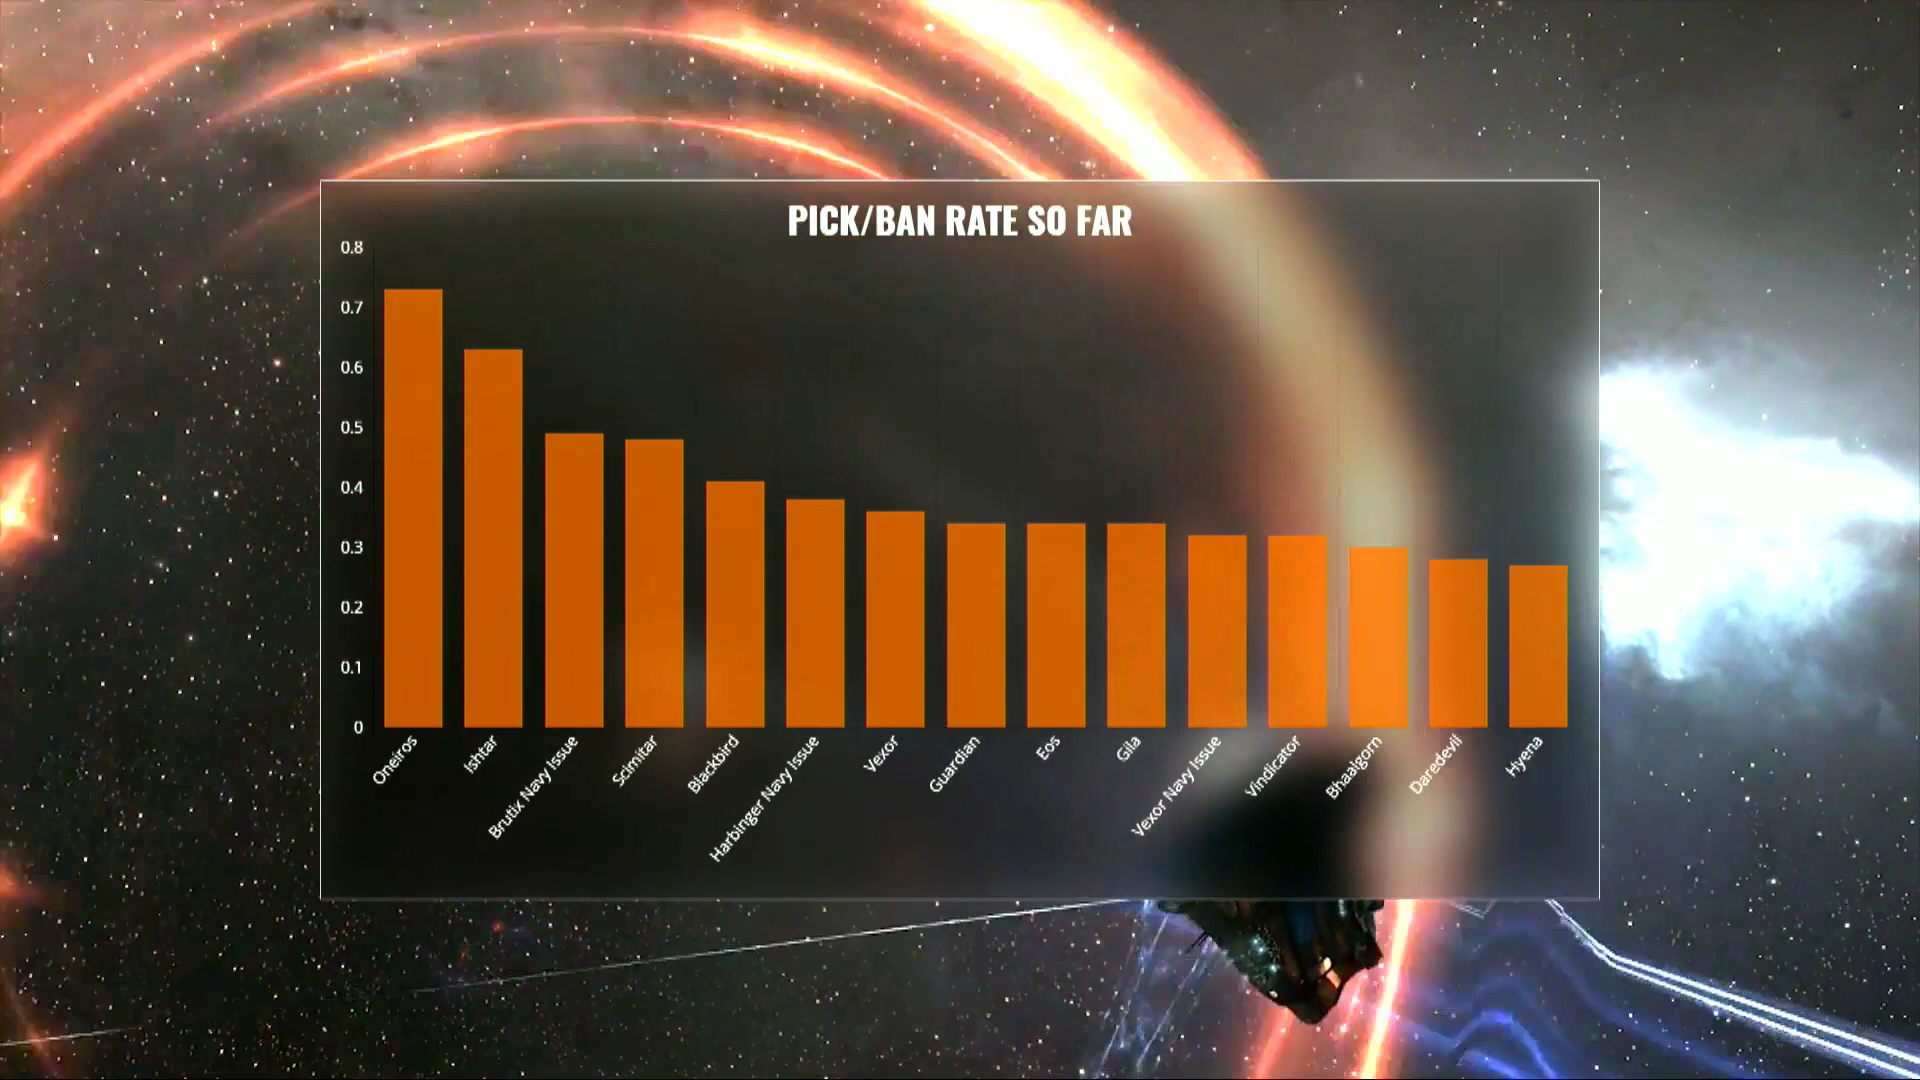 PICK/BAN RATE SO FAR
0.8
0.7
0.6
0.5
0.4
0.3
0.2
0.1
0
Oneiros
Ishtar
Brutix Navy Issue
Scimitar
Blackbird
Harbinger Navy Issue
Vexor
Guardian
Eos
Gila
Vexor Navy Issue
Vindicator
Bhaalgorn
Daredevil
Hyena